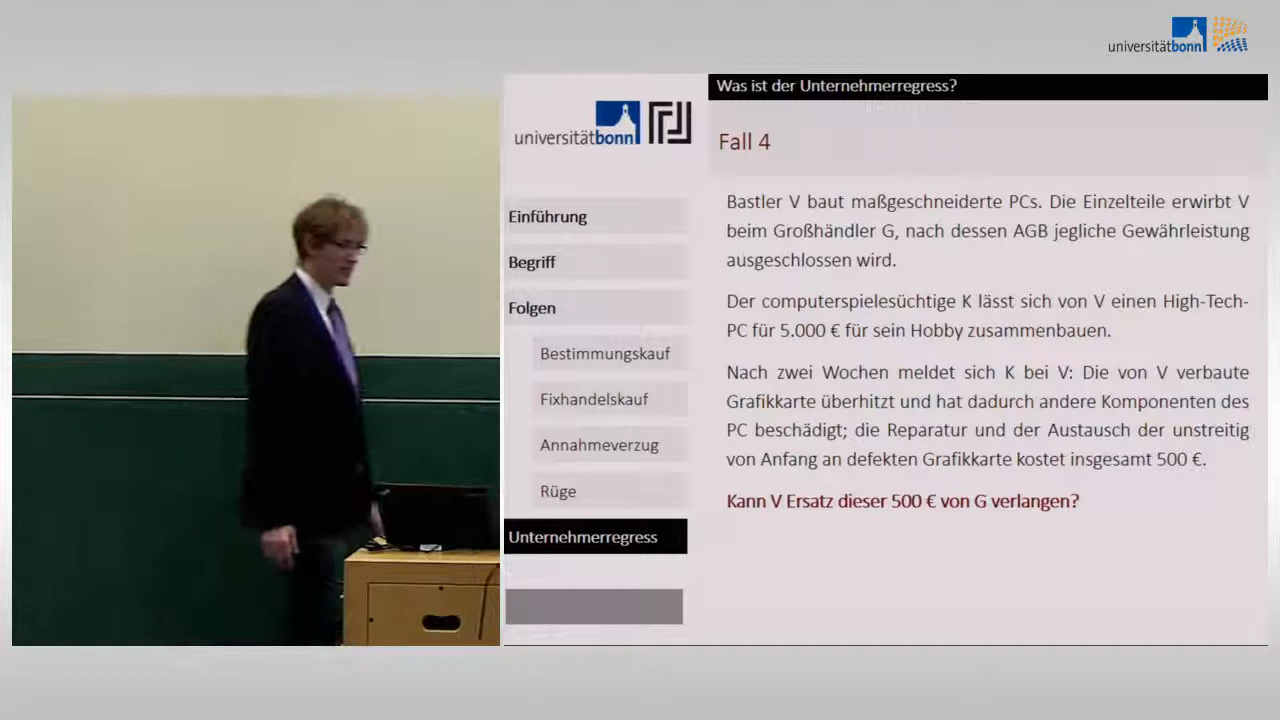 universitätbonn
Was ist der Unternehmerregress?
universitätbonn
Fall 4
Bastler V baut maßgeschneiderte PCs. Die Einzelteile erwirbt V
beim Großhändler G, nach dessen AGB jegliche Gewährleistung
ausgeschlossen wird.
Der computerspielesüchtige K lässt sich von V einen High-Tech-
PC für 5.000 € für sein Hobby zusammenbauen.
Nach zwei Wochen meldet sich K bei V: Die von V verbaute
Grafikkarte überhitzt und hat dadurch andere Komponenten des
PC beschädigt; die Reparatur und der Austausch der unstreitig
von Anfang an defekten Grafikkarte kostet insgesamt 500 €.
Kann V Ersatz dieser 500 € von G verlangen?
Einführung
Begriff
Folgen
Bestimmungskauf
Fixhandelskauf
Annahmeverzug
Rüge
Unternehmerregress